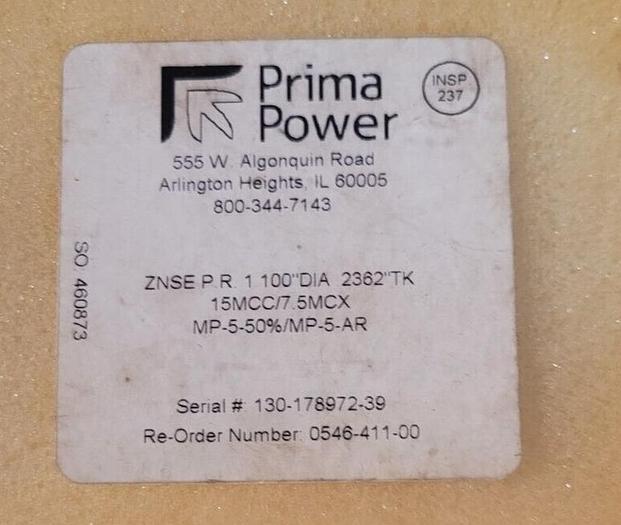 Prima
Power
INSP
237
555 W. Algonquin Road
Arlington Heights, IL 60005
800-344-7143
SO. 460873
ZNSE P.R. 1.100"DIA .2362"TK
15MCC/7.5MCX
MP-5-50%/MP-5-AR
Serial #: 130-178972-39
Re-Order Number: 0546-411-00